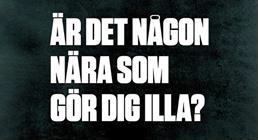 ÄR DET NÅGON
NÄRA SOM
GÖR DIG ILLA?